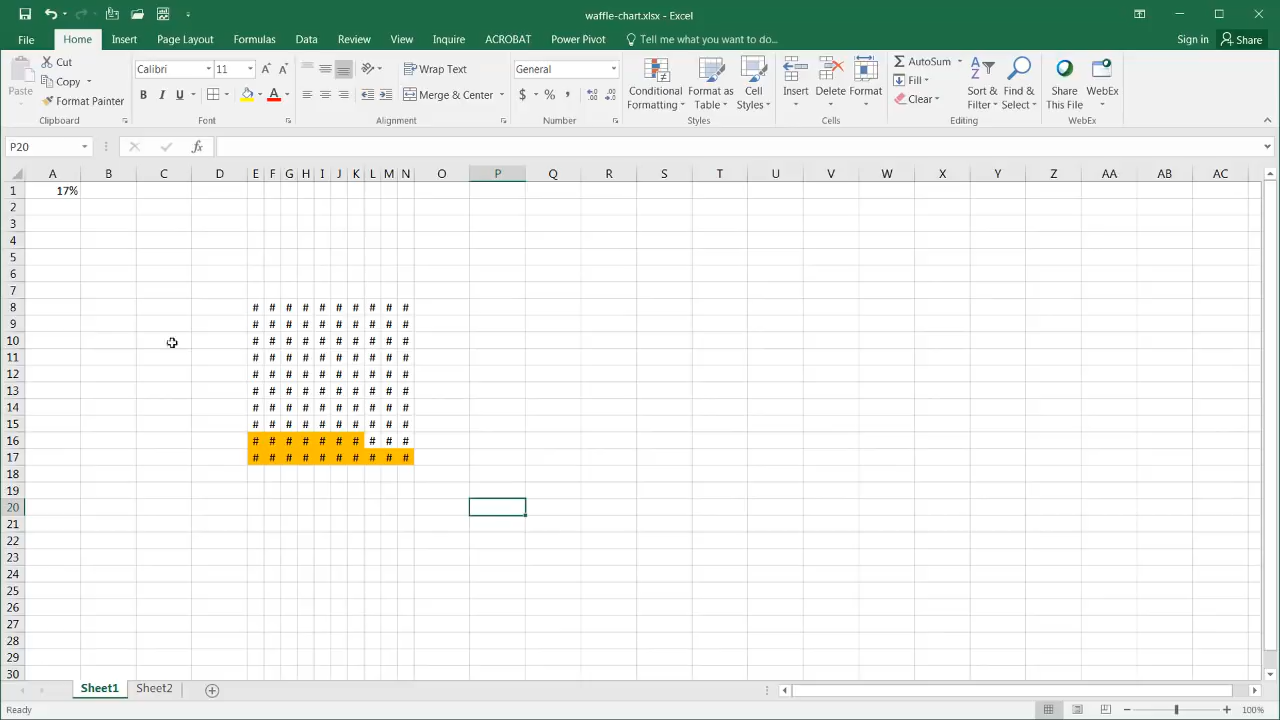 waffle-chart.xlsx - Excel
File Home Insert Page Layout Formulas Data Review View Inquire ACROBAT Power Pivot Tell me what you want to do... Sign in Share
Cut Calibri 11 Wrap Text General AutoSum
Paste Copy Conditional Format as Cell Insert Delete Format Fill Sort & Find & Share WebEx
Format Painter B I U Merge & Center $ % , Formatting Table Styles Clear Filter Select This File
Clipboard Font Alignment Number Styles Cells Editing WebEx
P20 fx
A B C D E F G H I J K L M N O P Q R S T U V W X Y Z AA AB AC
1 17%
2
3
4
5
6
7
8 # # # # # # # # # #
9 # # # # # # # # # #
10 # # # # # # # # # #
11 # # # # # # # # # #
12 # # # # # # # # # #
13 # # # # # # # # # #
14 # # # # # # # # # #
15 # # # # # # # # # #
16 # # # # # # # # # #
17 # # # # # # # # # #
18
19
20
21
22
23
24
25
26
27
28
29
30
Sheet1 Sheet2
Ready 100%